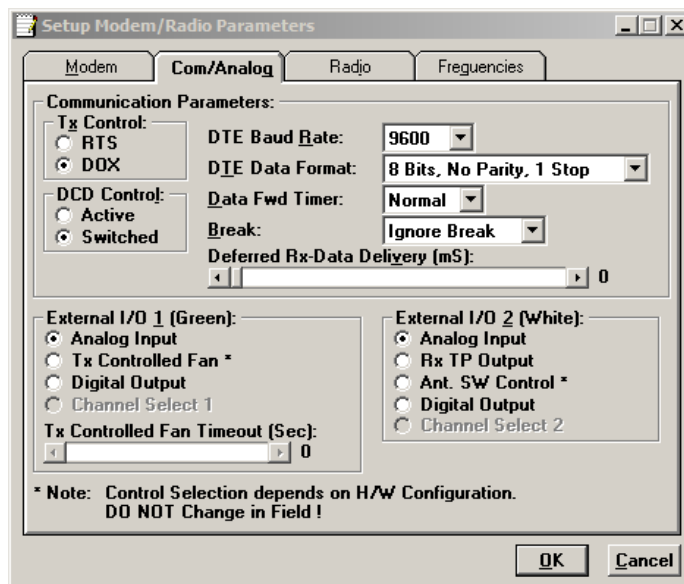 Setup Modem/Radio Parameters
Modem
Com/Analog
Radio
Freguencies
Communication Parameters:
Tx Control:
RTS
DOX
DCD Control:
Active
Switched
DTE Baud Rate:
9600
DTE Data Format:
8 Bits, No Parity, 1 Stop
Data Fwd Timer:
Normal
Break:
Ignore Break
Deferred Rx-Data Delivery (mS):
0
External I/O 1 (Green):
Analog Input
Tx Controlled Fan *
Digital Output
Channel Select 1
Tx Controlled Fan Timeout (Sec):
0
External I/O 2 (White):
Analog Input
Rx TP Output
Ant. SW Control *
Digital Output
Channel Select 2
* Note: Control Selection depends on H/W Configuration.
DO NOT Change in Field !
OK
Cancel